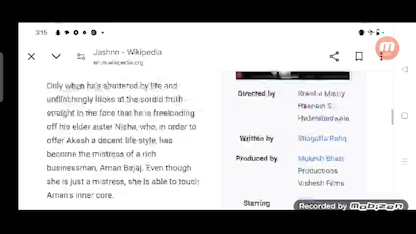 3:15
Jashnn - Wikipedia
en.m.wikipedia.org
Only when he's shattered by life and
unflinchingly looks at the sordid truth
straight in the face that he is freeloading
off his elder sister Nisha, who, in order to
offer Akash a decent life style, has
become the mistress of a rich
businessman, Aman Bajaj. Even though
she is just a mistress, she is able to touch
Aman's inner core.
Directed by
Written by Shagufta Rafiq
Produced by Mukesh Bhatt
Productions
Vishesh Films
Starring
Recorded by mobizen